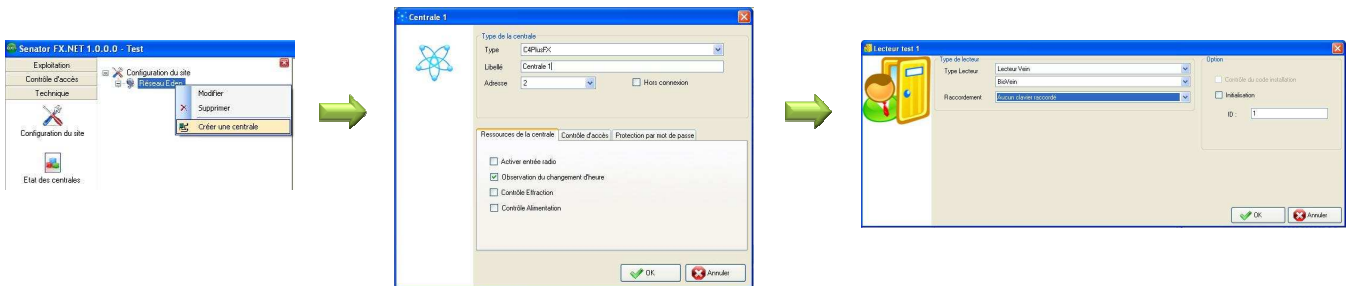 Senator FX.NET 1.0.0.0 - Test
Exploitation
Contrôle d'accès
Technique
Configuration du site
Etat des centrales
Configuration du site
Réseau Eden
Modifier
Supprimer
Créer une centrale
Centrale 1
Type de la centrale
Type C4PlusFX
Libellé Centrale 1
Adresse 2 Hors connexion
Ressources de la centrale Contrôle d'accès Protection par mot de passe
Activer entrée radio
Observation du changement d'heure
Contrôle Effraction
Contrôle Alimentation
OK Annuler
Lecteur test 1
Type de lecteur
Type Lecteur Lecteur Vein
BioVein
Raccordement Aucun clavier raccordé
Option
Contrôle du code installation
Initialisation
ID : 1
OK Annuler